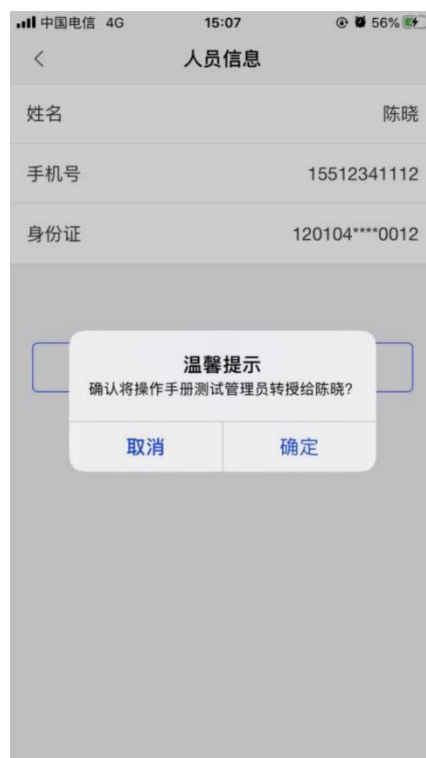 中国电信 4G 15:07 56%
人员信息
姓名 陈晓
手机号 15512341112
身份证 120104****0012
温馨提示
确认将操作手册测试管理员转授给陈晓?
取消 确定